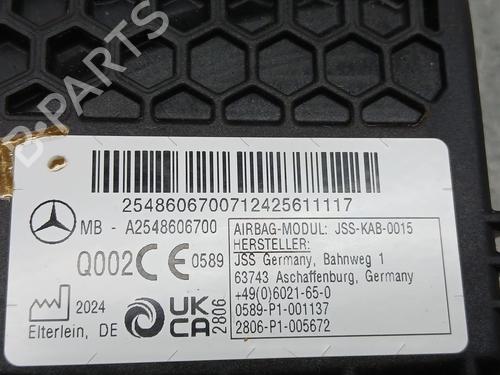 B-PARTS
2548606700712425611117
MB - A2548606700
Q002 CE 0589
2024
Elterlein, DE
UK
CA
2806
AIRBAG-MODUL: JSS-KAB-0015
HERSTELLER:
JSS Germany, Bahnweg 1
63743 Aschaffenburg, Germany
+49(0)6021-65-0
0589-P1-001137
2806-P1-005672